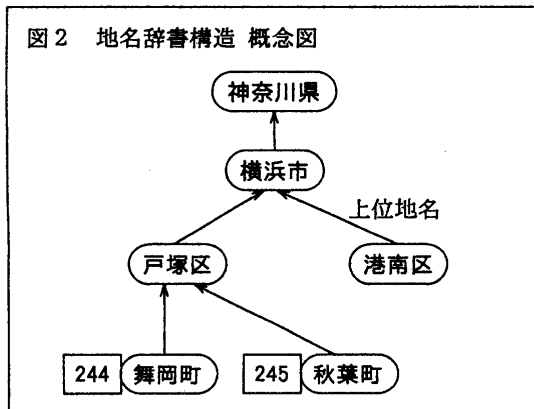 図2 地名辞書構造 概念図
神奈川県
横浜市
上位地名
戸塚区
港南区
244 舞岡町
245 秋葉町